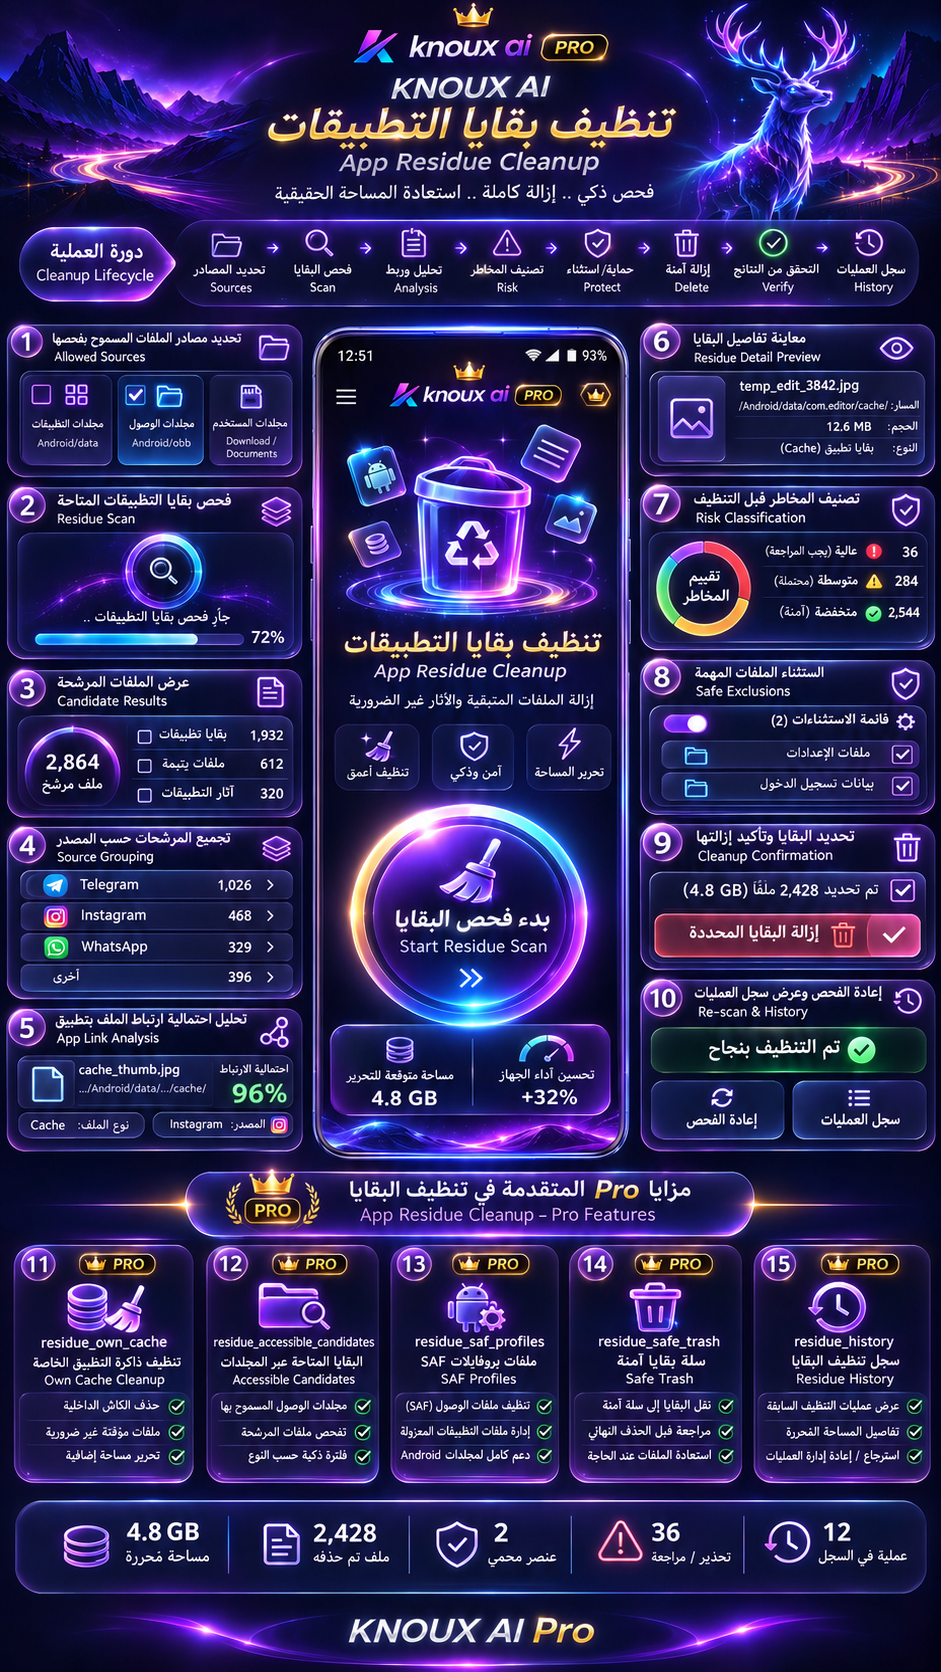 knoux ai PRO
KNOUX AI
تنظيف بقايا التطبيقات
App Residue Cleanup
فحص ذكي .. إزالة كاملة .. استعادة المساحة الحقيقية
دورة العملية
Cleanup Lifecycle
تحديد المصادر
Sources
فحص البقايا
Scan
تحليل وربط
Analysis
تصنيف المخاطر
Risk
حماية/ استثناء
Protect
إزالة آمنة
Delete
التحقق من النتائج
Verify
سجل العمليات
History
1
تحديد مصادر الملفات المسموح بفحصها
Allowed Sources
مجلدات التطبيقات
Android/data
مجلدات الوصول
Android/obb
مجلدات المستخدم
Download /
Documents
2
فحص بقايا التطبيقات المتاحة
Residue Scan
جارٍ فحص بقايا التطبيقات ..
72%
3
عرض الملفات المرشحة
Candidate Results
2,864
ملف مرشح
بقايا تطبيقات 1,932
ملفات يتيمة 612
آثار التطبيقات 320
4
تجميع المرشحات حسب المصدر
Source Grouping
Telegram 1,026
Instagram 468
WhatsApp 329
أخرى 396
5
تحليل احتمالية ارتباط الملف بتطبيق
App Link Analysis
cache_thumb.jpg
.../Android/data/.../cache/
احتمالية الارتباط
96%
نوع الملف: Cache
المصدر: Instagram
12:51
93%
knoux ai PRO
تنظيف بقايا التطبيقات
App Residue Cleanup
إزالة الملفات المتبقية والآثار غير الضرورية
تنظيف أعمق
آمن وذكي
تحرير المساحة
بدء فحص البقايا
Start Residue Scan
مساحة متوقعة للتحرير
4.8 GB
تحسين أداء الجهاز
+32%
6
معاينة تفاصيل البقايا
Residue Detail Preview
temp_edit_3842.jpg
المسار: /Android/data/com.editor/cache/
الحجم: 12.6 MB
النوع: بقايا تطبيق (Cache)
7
تصنيف المخاطر قبل التنظيف
Risk Classification
تقييم
المخاطر
عالية (يجب المراجعة) 36
متوسطة (محتملة) 284
منخفضة (آمنة) 2,544
8
استثناء الملفات المهمة
Safe Exclusions
قائمة الاستثناءات (2)
ملفات الإعدادات
بيانات تسجيل الدخول
9
تحديد البقايا وتأكيد إزالتها
Cleanup Confirmation
تم تحديد 2,428 ملفًا (4.8 GB)
إزالة البقايا المحددة
10
إعادة الفحص وعرض سجل العمليات
Re-scan & History
تم التنظيف بنجاح
إعادة الفحص
سجل العمليات
PRO
مزايا Pro المتقدمة في تنظيف البقايا
App Residue Cleanup – Pro Features
11
PRO
residue_own_cache
تنظيف ذاكرة التطبيق الخاصة
Own Cache Cleanup
حذف الكاش الداخلية
ملفات مؤقتة غير ضرورية
تحرير مساحة إضافية
12
PRO
residue_accessible_candidates
البقايا المتاحة عبر المجلدات
Accessible Candidates
مجلدات الوصول المسموح بها
تفحص ملفات المرشحة
فلترة ذكية حسب النوع
13
PRO
residue_saf_profiles
ملفات بروفايلات SAF
SAF Profiles
تنظيف ملفات الوصول (SAF)
إدارة ملفات التطبيقات المعزولة
دعم كامل لمجلدات Android
14
PRO
residue_safe_trash
سلة بقايا آمنة
Safe Trash
نقل البقايا إلى سلة آمنة
مراجعة قبل الحذف النهائي
استعادة الملفات عند الحاجة
15
PRO
residue_history
سجل تنظيف البقايا
Residue History
عرض عمليات التنظيف السابقة
تفاصيل المساحة المحررة
استرجاع / إعادة إدارة العمليات
4.8 GB
مساحة مُحررة
2,428
ملف تم حذفه
2
عنصر محمي
36
تحذير / مراجعة
12
عملية في السجل
KNOUX AI Pro